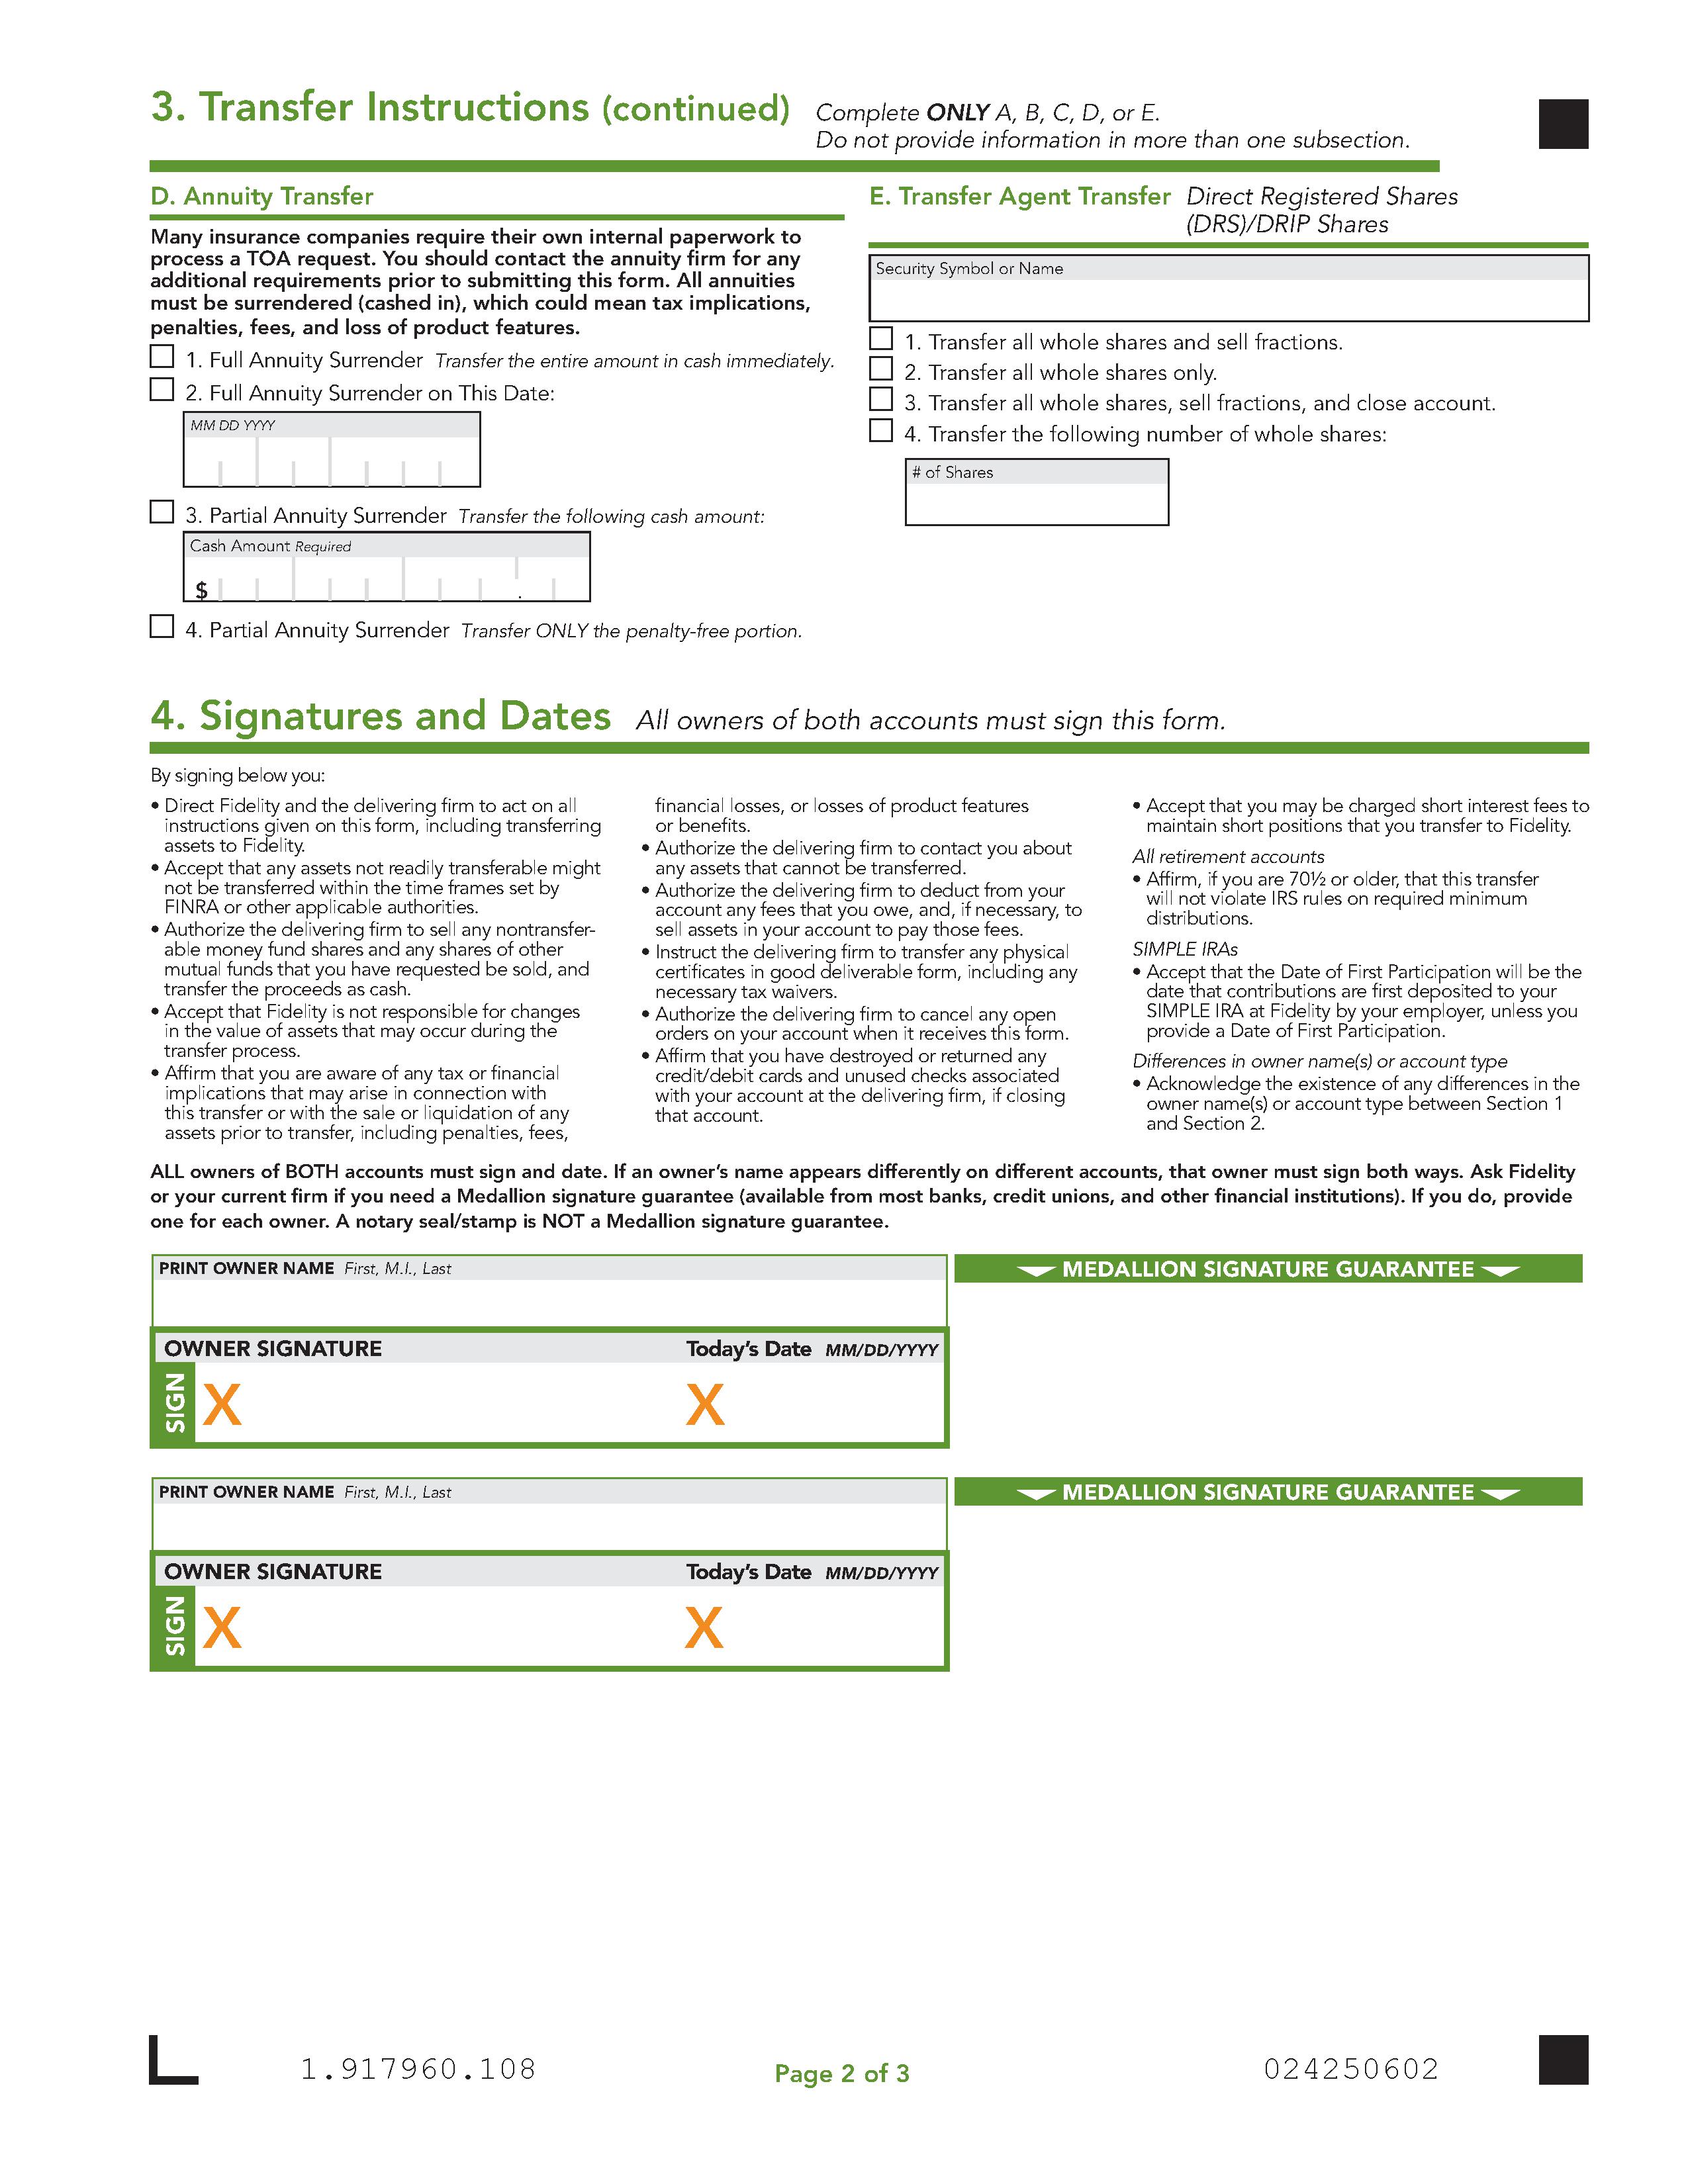 3. Transfer Instructions (continued) Complete ONLY A, B, C, D, or E.
Do not provide information in more than one subsection.
D. Annuity Transfer
Many insurance companies require their own internal paperwork to
process a TOA request. You should contact the annuity firm for any
additional requirements prior to submitting this form. All annuities
must be surrendered (cashed in), which could mean tax implications,
penalties, fees, and loss of product features.
1. Full Annuity Surrender Transfer the entire amount in cash immediately.
2. Full Annuity Surrender on This Date:
MM DD YYYY
3. Partial Annuity Surrender Transfer the following cash amount:
Cash Amount Required
$ .
4. Partial Annuity Surrender Transfer ONLY the penalty-free portion.
E. Transfer Agent Transfer Direct Registered Shares
(DRS)/DRIP Shares
Security Symbol or Name
1. Transfer all whole shares and sell fractions.
2. Transfer all whole shares only.
3. Transfer all whole shares, sell fractions, and close account.
4. Transfer the following number of whole shares:
# of Shares
4. Signatures and Dates All owners of both accounts must sign this form.
By signing below you:
• Direct Fidelity and the delivering firm to act on all
instructions given on this form, including transferring
assets to Fidelity.
• Accept that any assets not readily transferable might
not be transferred within the time frames set by
FINRA or other applicable authorities.
• Authorize the delivering firm to sell any nontransfer-
able money fund shares and any shares of other
mutual funds that you have requested be sold, and
transfer the proceeds as cash.
• Accept that Fidelity is not responsible for changes
in the value of assets that may occur during the
transfer process.
• Affirm that you are aware of any tax or financial
implications that may arise in connection with
this transfer or with the sale or liquidation of any
assets prior to transfer, including penalties, fees,
financial losses, or losses of product features
or benefits.
• Authorize the delivering firm to contact you about
any assets that cannot be transferred.
• Authorize the delivering firm to deduct from your
account any fees that you owe, and, if necessary, to
sell assets in your account to pay those fees.
• Instruct the delivering firm to transfer any physical
certificates in good deliverable form, including any
necessary tax waivers.
• Authorize the delivering firm to cancel any open
orders on your account when it receives this form.
• Affirm that you have destroyed or returned any
credit/debit cards and unused checks associated
with your account at the delivering firm, if closing
that account.
• Accept that you may be charged short interest fees to
maintain short positions that you transfer to Fidelity.
All retirement accounts
• Affirm, if you are 70½ or older, that this transfer
will not violate IRS rules on required minimum
distributions.
SIMPLE IRAs
• Accept that the Date of First Participation will be the
date that contributions are first deposited to your
SIMPLE IRA at Fidelity by your employer, unless you
provide a Date of First Participation.
Differences in owner name(s) or account type
• Acknowledge the existence of any differences in the
owner name(s) or account type between Section 1
and Section 2.
ALL owners of BOTH accounts must sign and date. If an owner's name appears differently on different accounts, that owner must sign both ways. Ask Fidelity
or your current firm if you need a Medallion signature guarantee (available from most banks, credit unions, and other financial institutions). If you do, provide
one for each owner. A notary seal/stamp is NOT a Medallion signature guarantee.
PRINT OWNER NAME First, M.I., Last
MEDALLION SIGNATURE GUARANTEE
OWNER SIGNATURE Today's Date MM/DD/YYYY
SIGN X X
PRINT OWNER NAME First, M.I., Last
MEDALLION SIGNATURE GUARANTEE
OWNER SIGNATURE Today's Date MM/DD/YYYY
SIGN X X
1.917960.108 Page 2 of 3 024250602